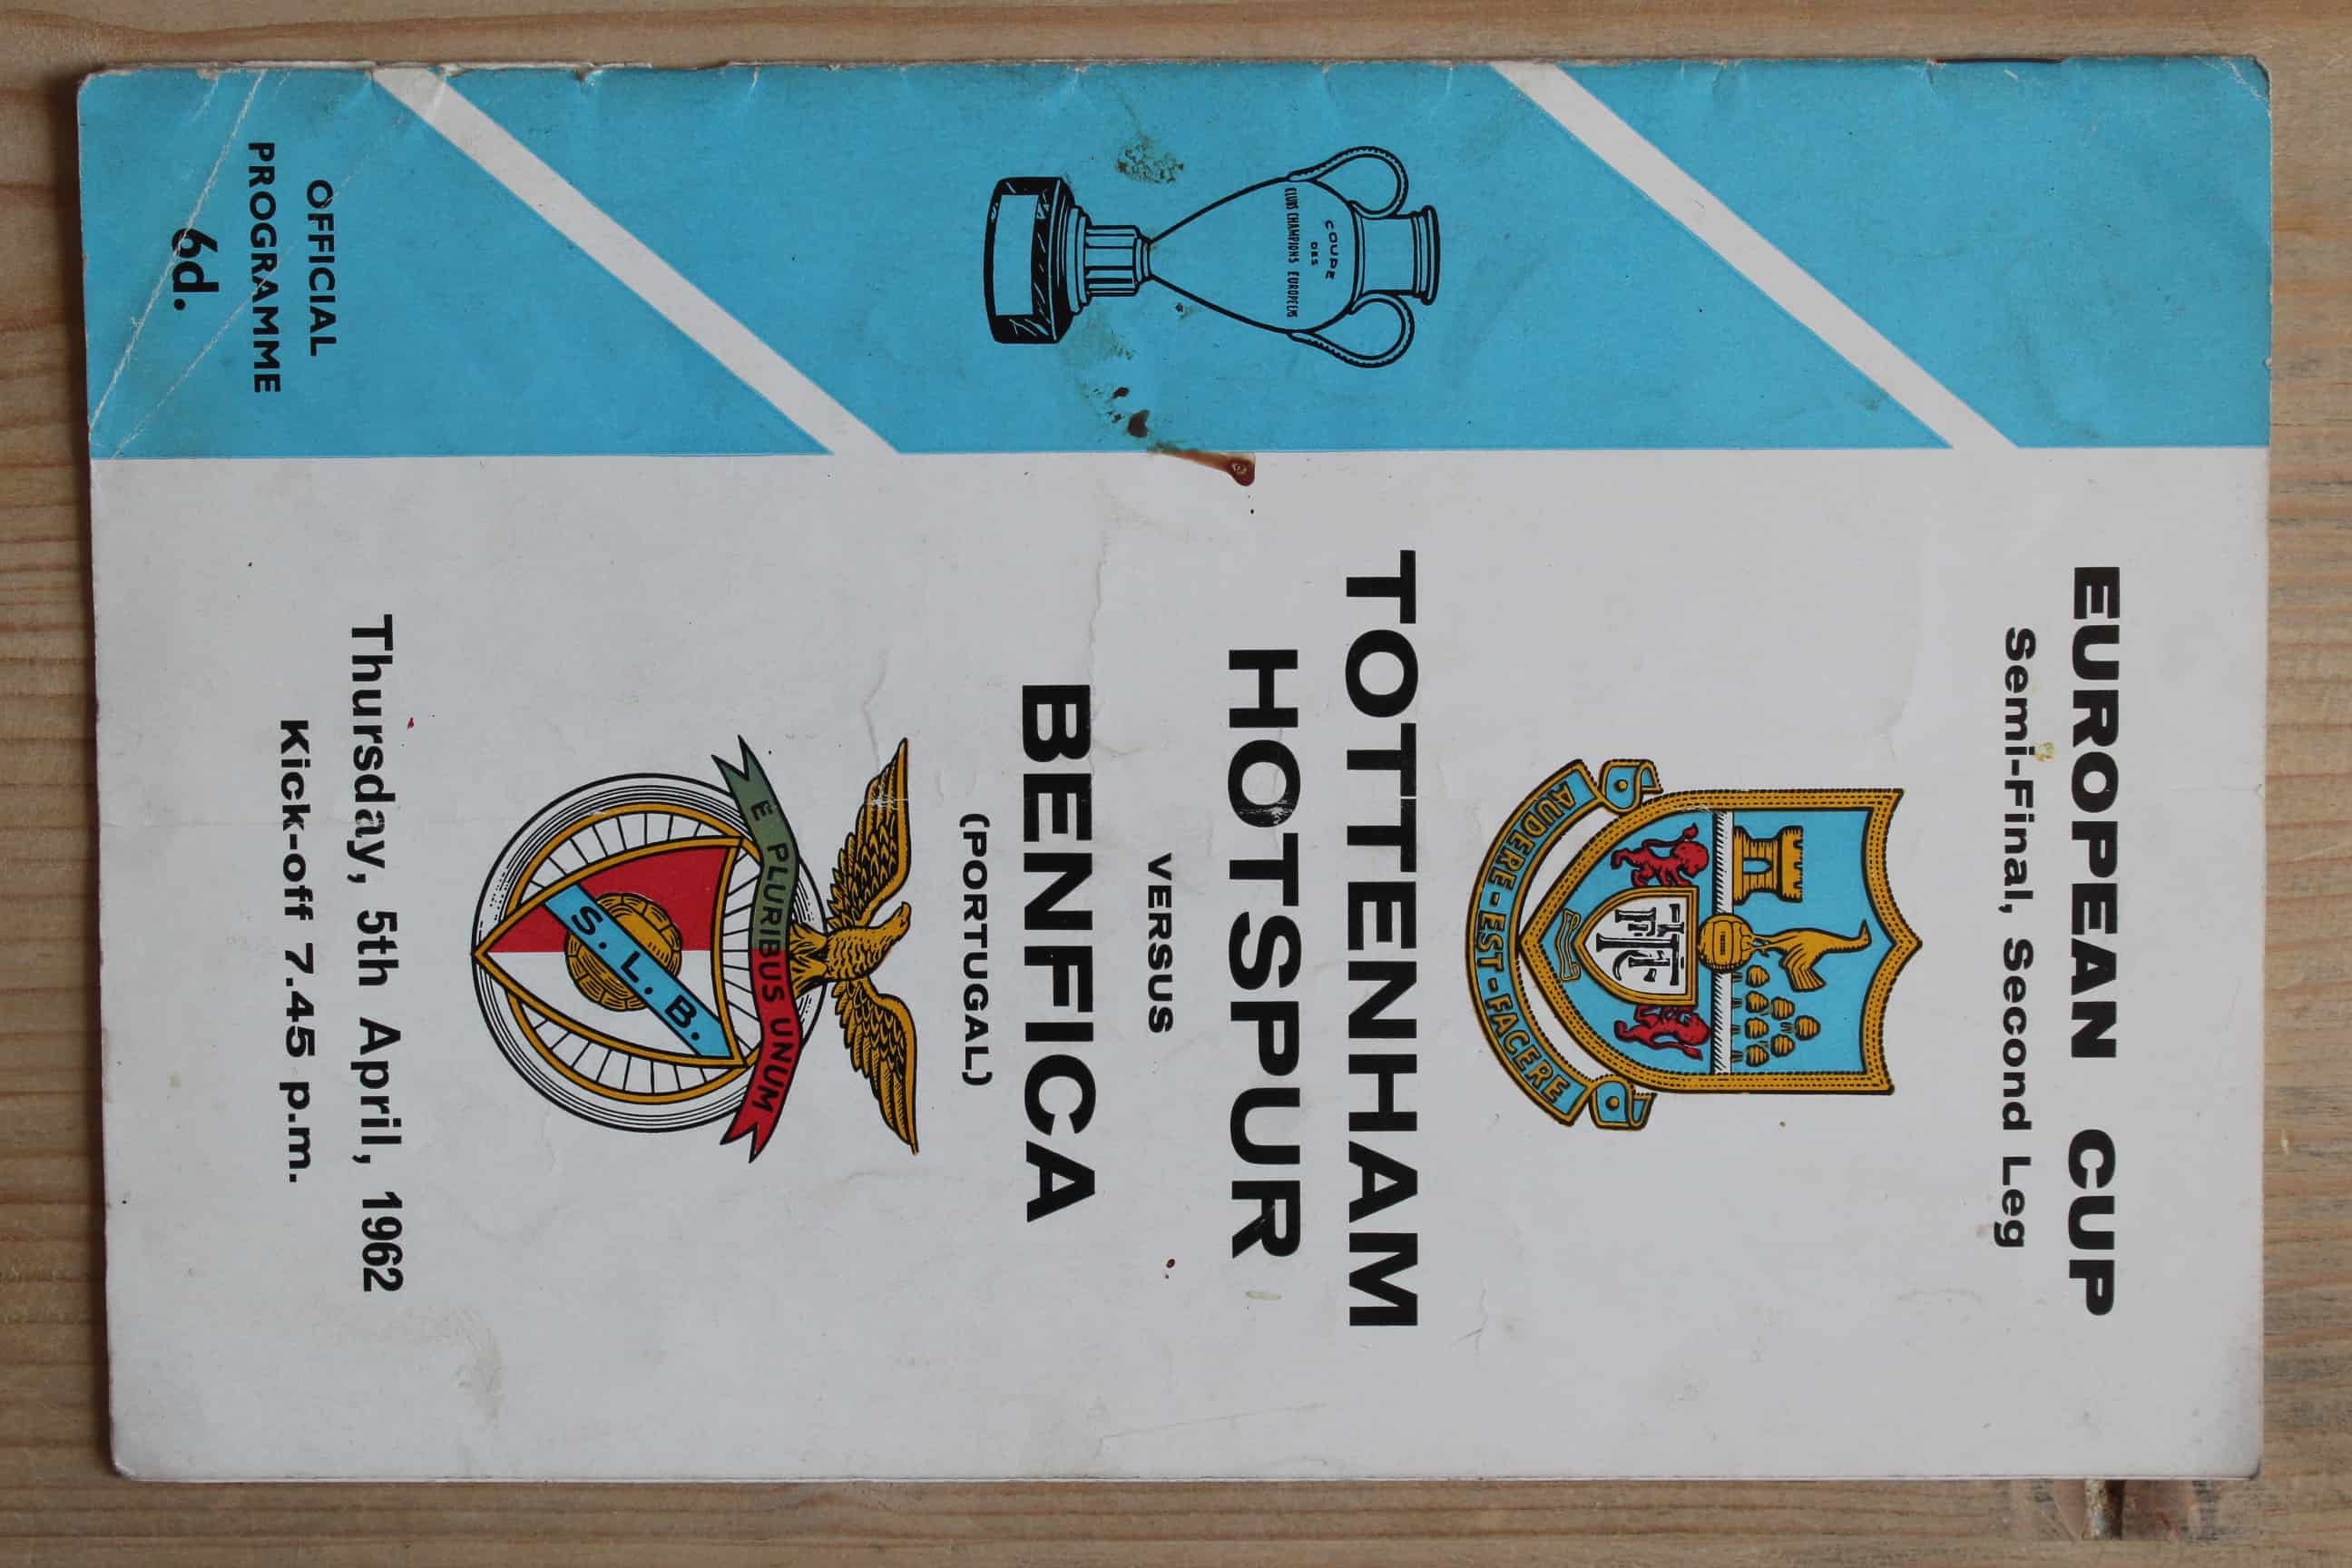 EUROPEAN CUP
Semi-Final, Second Leg
AUDERE - EST - FACERE
COUPE
DES
CLUBS CHAMPIONS EUROPEENS
TOTTENHAM
HOTSPUR
VERSUS
BENFICA
(PORTUGAL)
E PLURIBUS UNUM
S. L. B.
OFFICIAL
PROGRAMME
6d.
Thursday, 5th April, 1962
Kick-off 7.45 p.m.